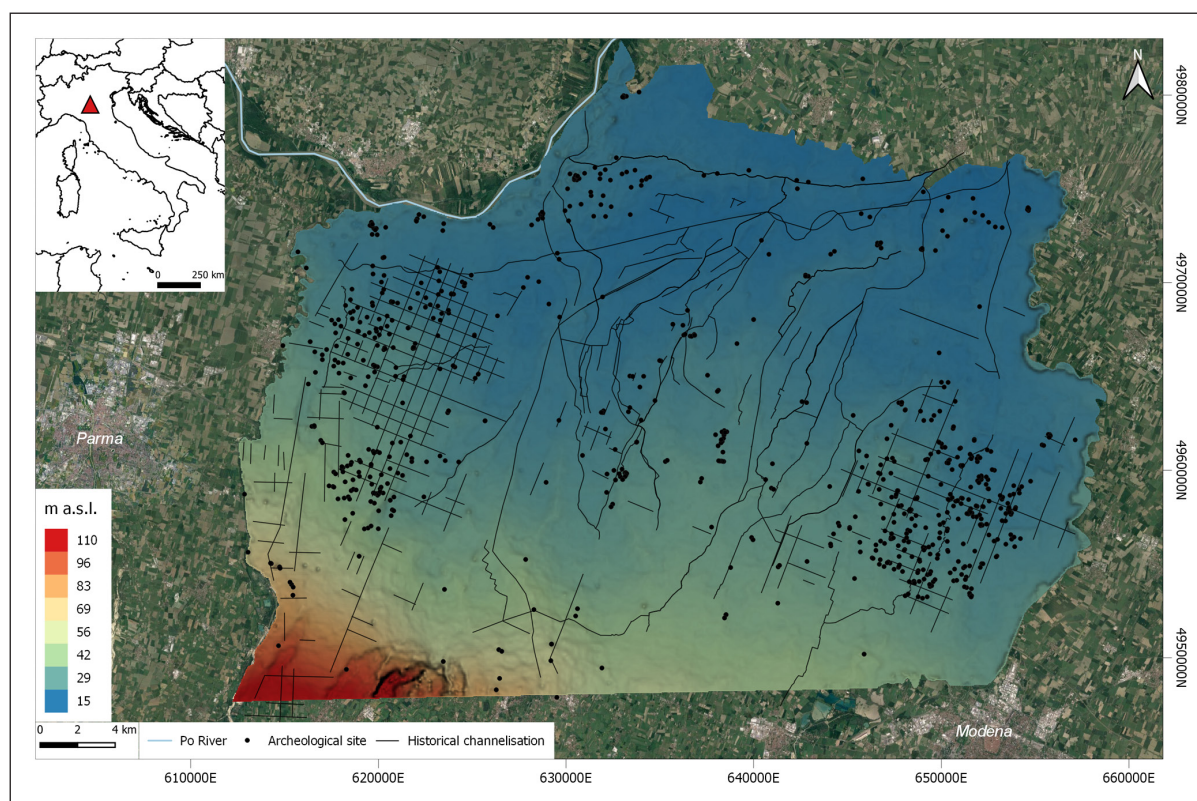 N
0 250 km
4980000N
4970000N
4960000N
4950000N
Parma
m a.s.l.
110
96
83
69
56
42
29
15
0 2 4 km
Po River
Archeological site
Historical channelisation
Modena
610000E
620000E
630000E
640000E
650000E
660000E